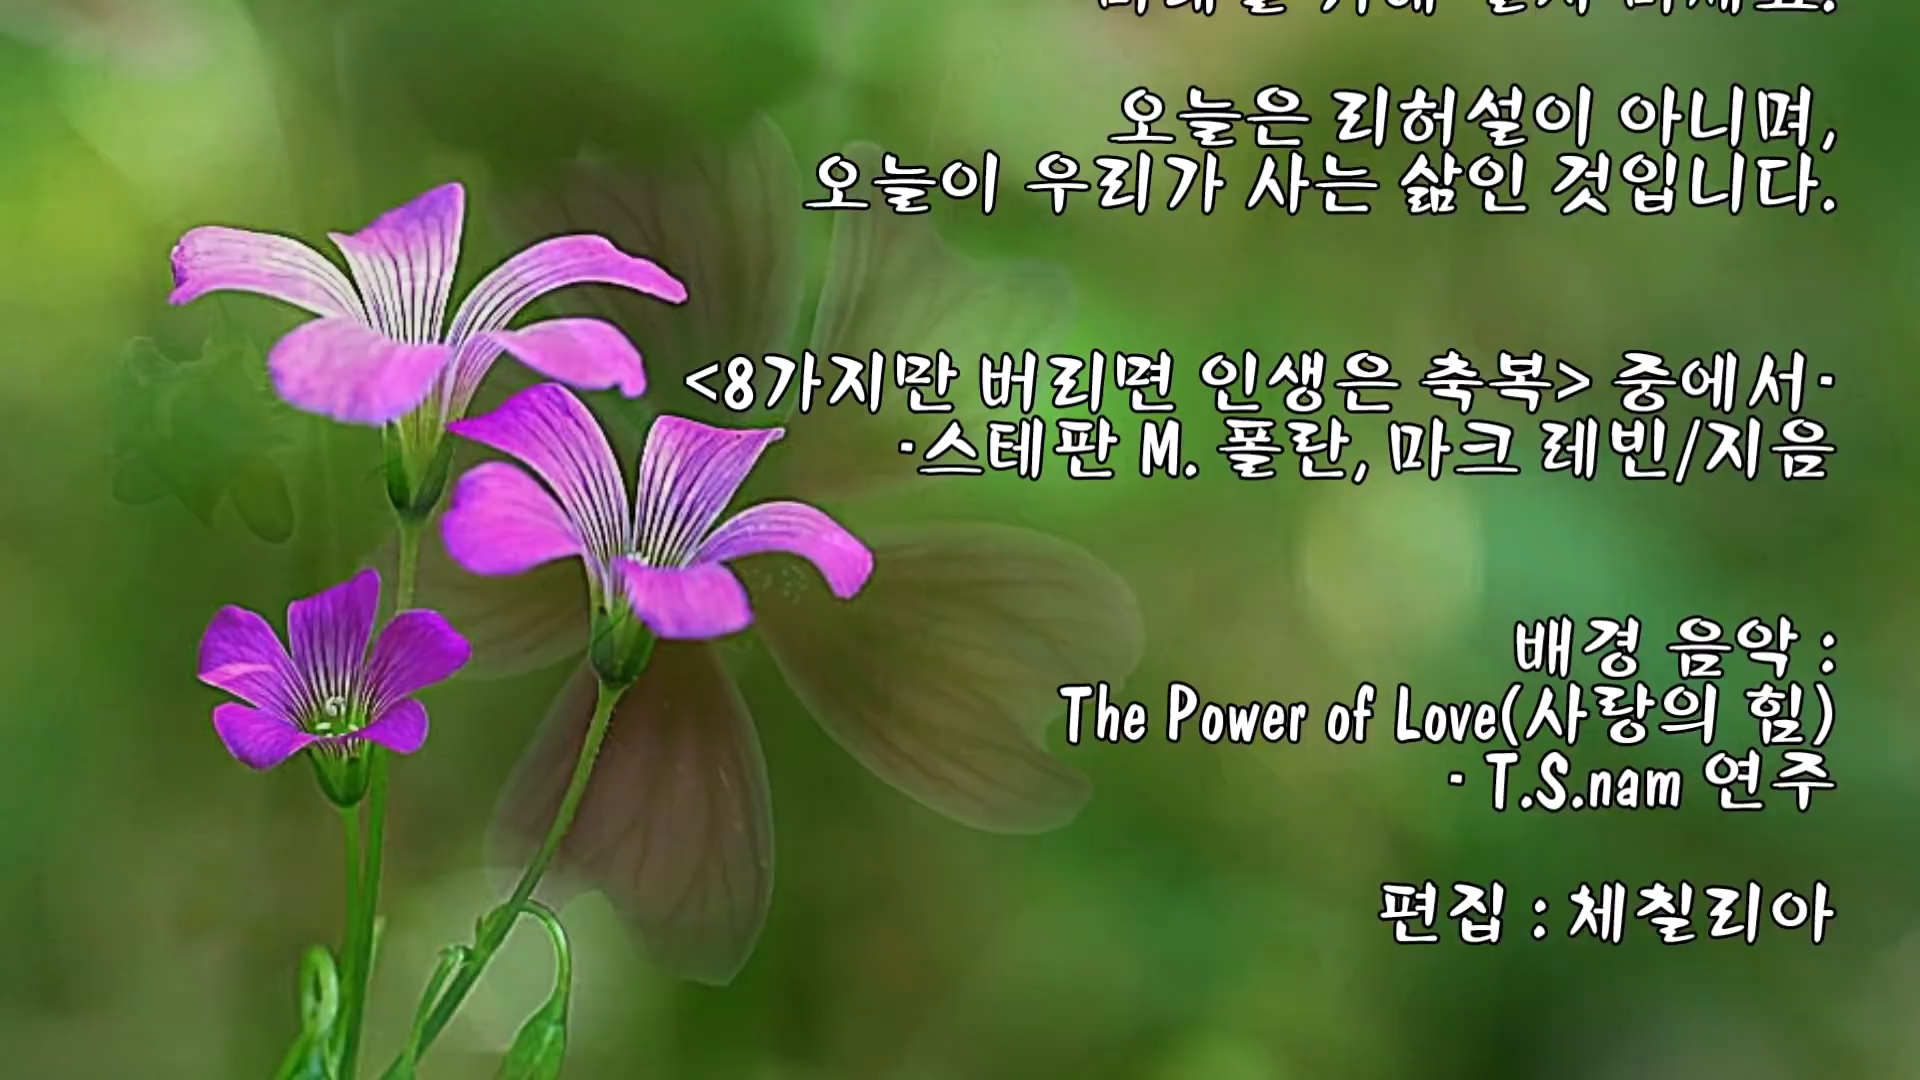 오늘은 리허설이 아니며,
오늘이 우리가 사는 삶인 것입니다.
<8가지만 버리면 인생은 축복> 중에서-
-스테판 M. 폴란, 마크 레빈/지음
배경 음악 :
The Power of Love(사랑의 힘)
- T.S.nam 연주
편집 : 체칠리아